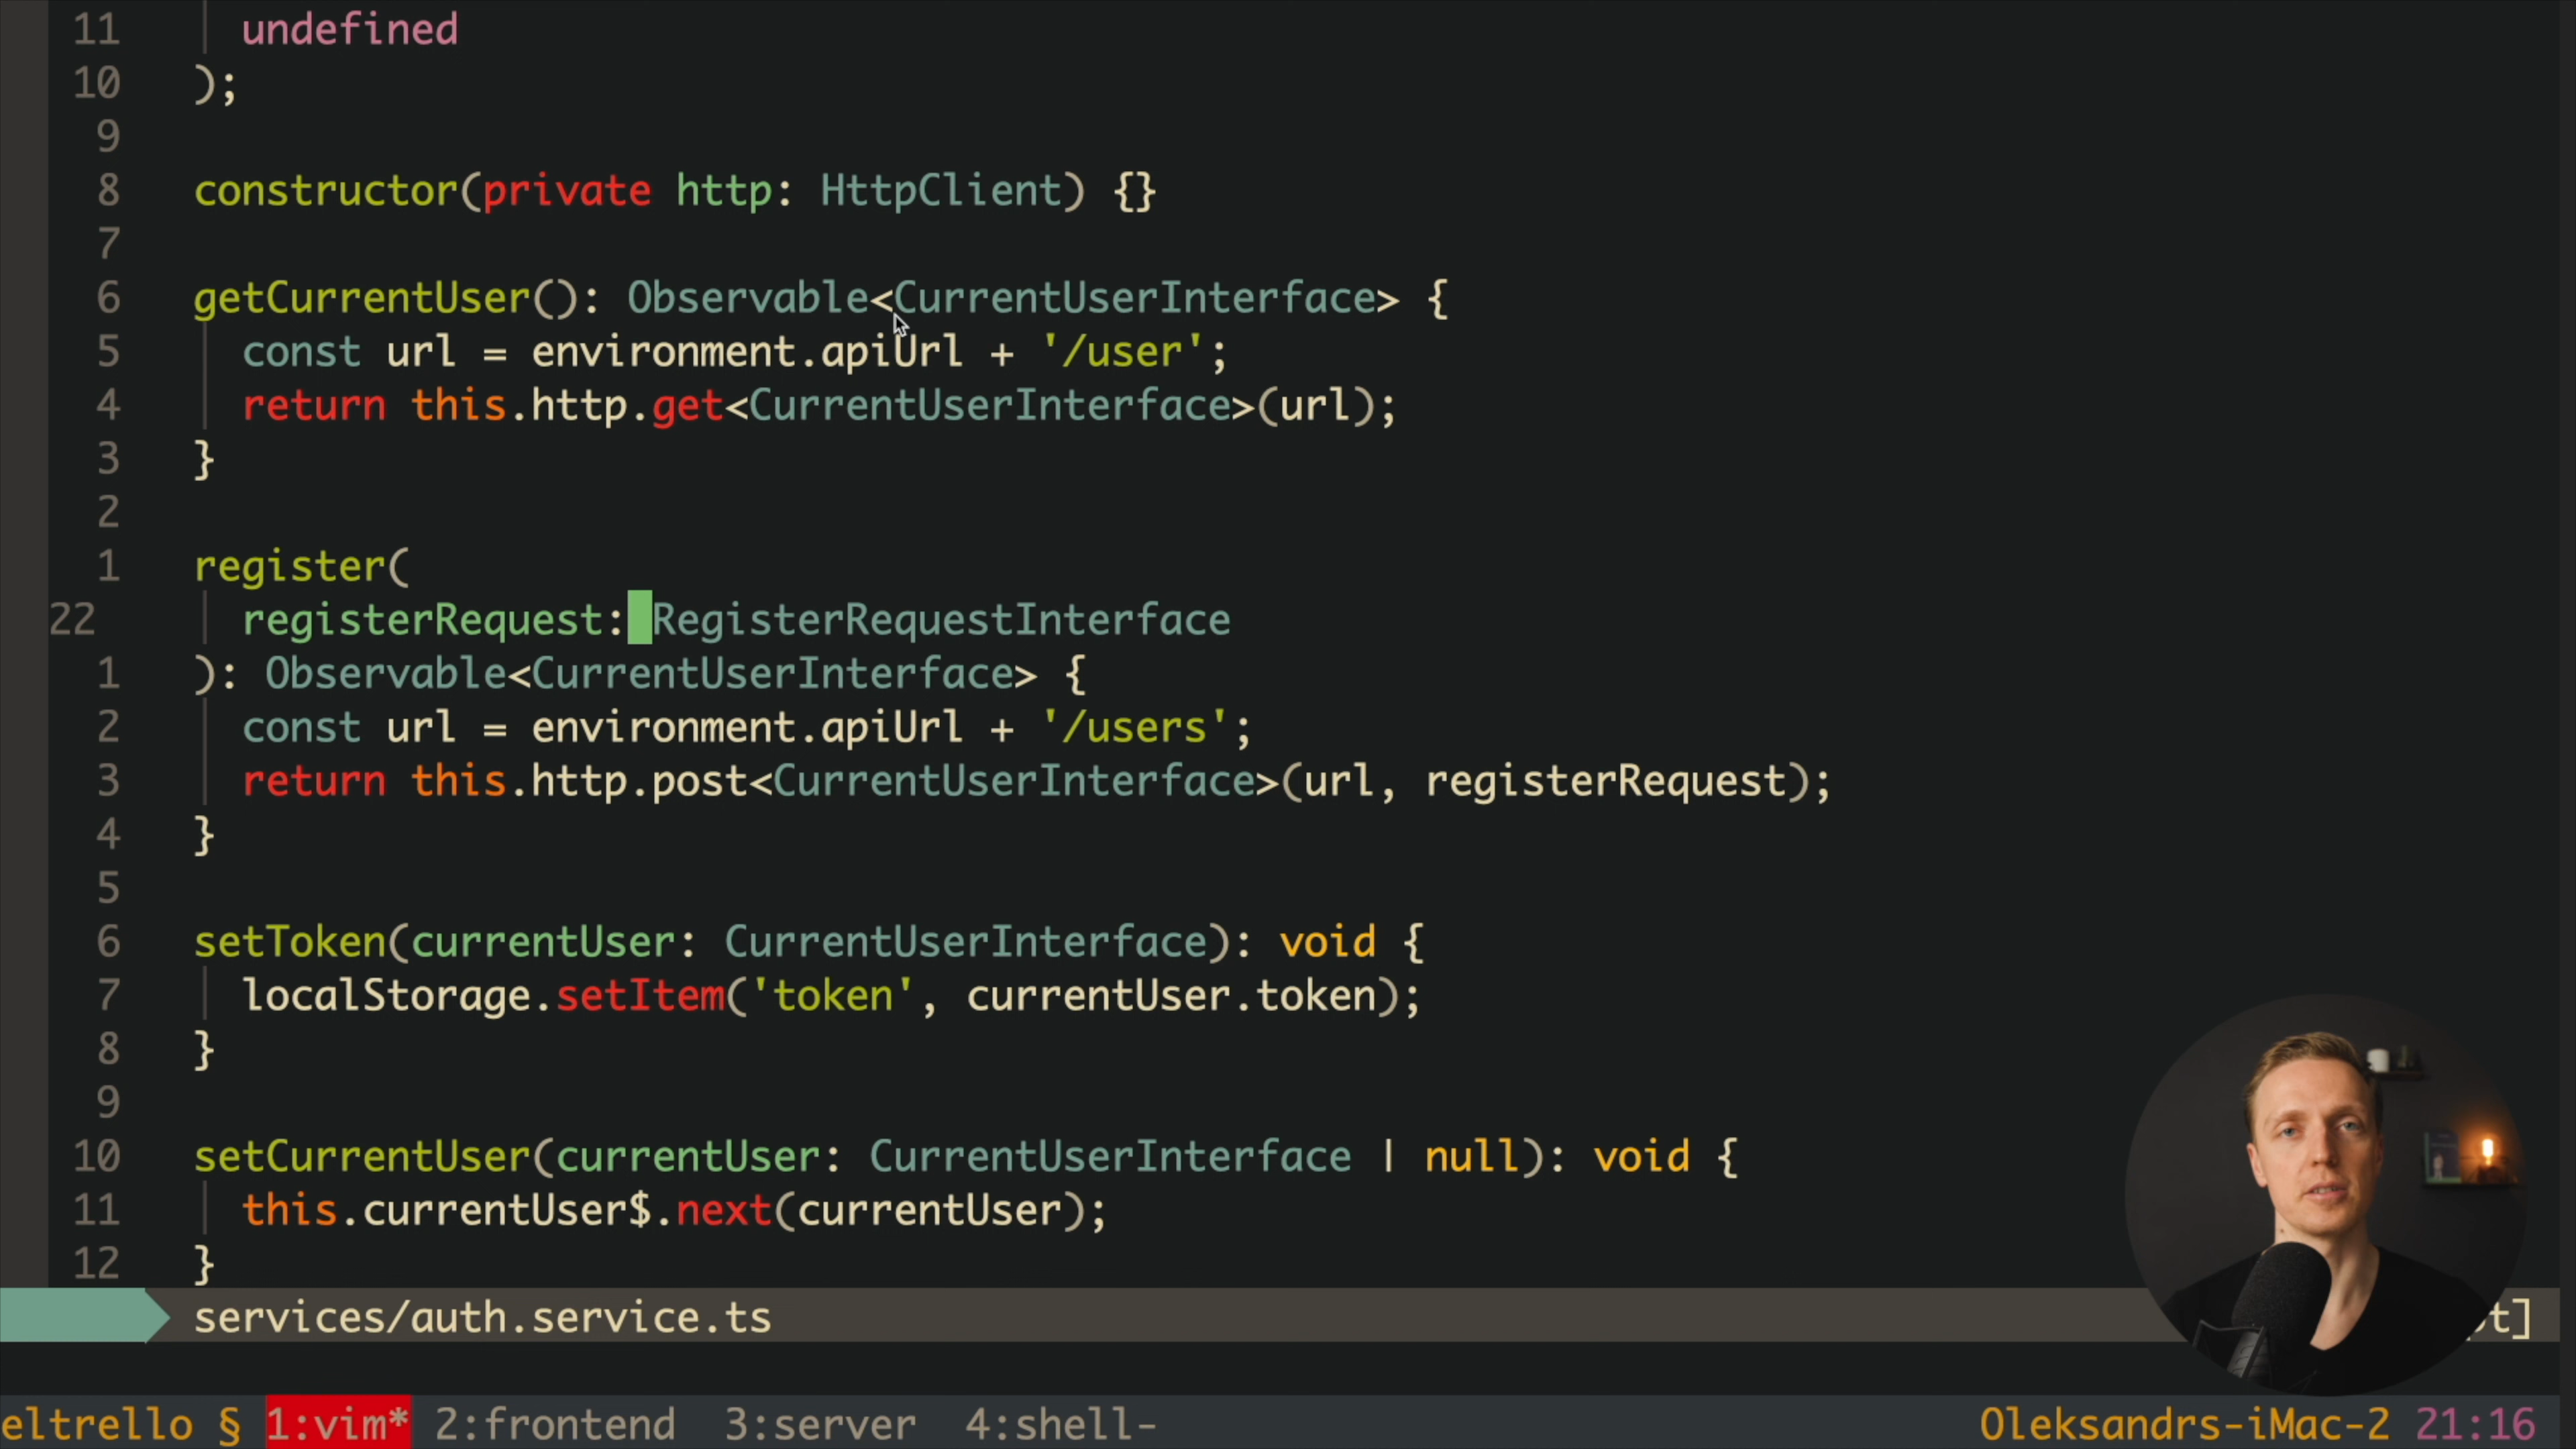 11 undefined
10 );
9
8 constructor(private http: HttpClient) {}
7
6 getCurrentUser(): Observable<CurrentUserInterface> {
5 const url = environment.apiUrl + '/user';
4 return this.http.get<CurrentUserInterface>(url);
3 }
2
1 register(
22 registerRequest: RegisterRequestInterface
1 ): Observable<CurrentUserInterface> {
2 const url = environment.apiUrl + '/users';
3 return this.http.post<CurrentUserInterface>(url, registerRequest);
4 }
5
6 setToken(currentUser: CurrentUserInterface): void {
7 localStorage.setItem('token', currentUser.token);
8 }
9
10 setCurrentUser(currentUser: CurrentUserInterface | null): void {
11 this.currentUser$.next(currentUser);
12 }
services/auth.service.ts
eltrello § 1:vim* 2:frontend 3:server 4:shell- Oleksandrs-iMac-2 21:16